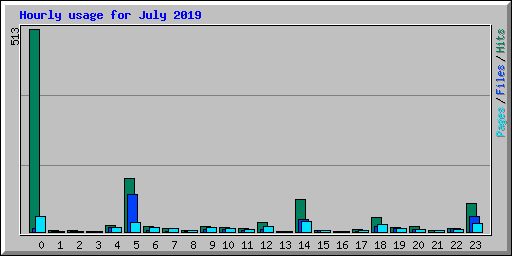 Hourly usage for July 2019
513
Pages/Files/Hits
0 1 2 3 4 5 6 7 8 9 10 11 12 13 14 15 16 17 18 19 20 21 22 23